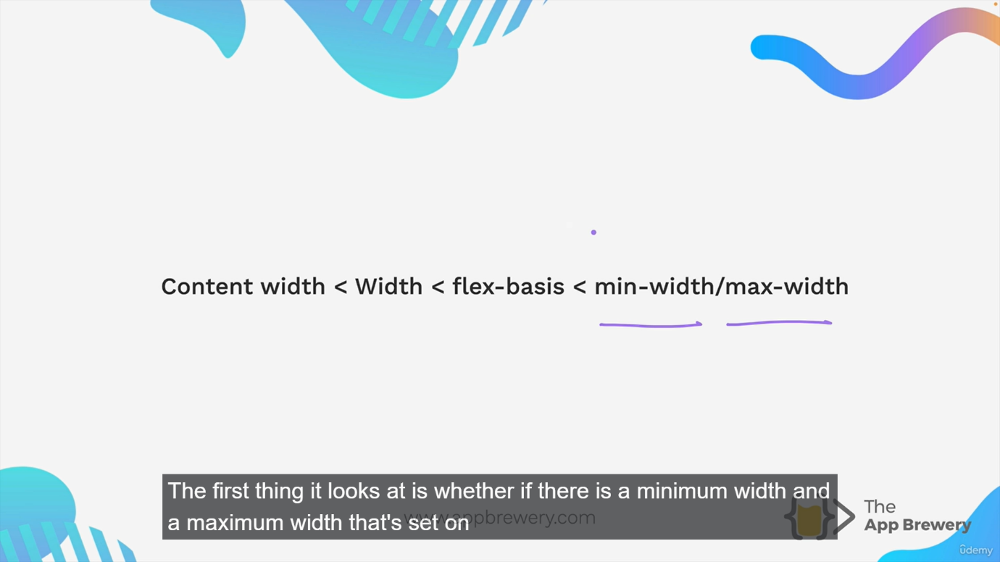 Content width < Width < flex-basis < min-width/max-width
The first thing it looks at is whether if there is a minimum width and
a maximum width that's set on
www.appbrewery.com
The
App Brewery
ûdemy